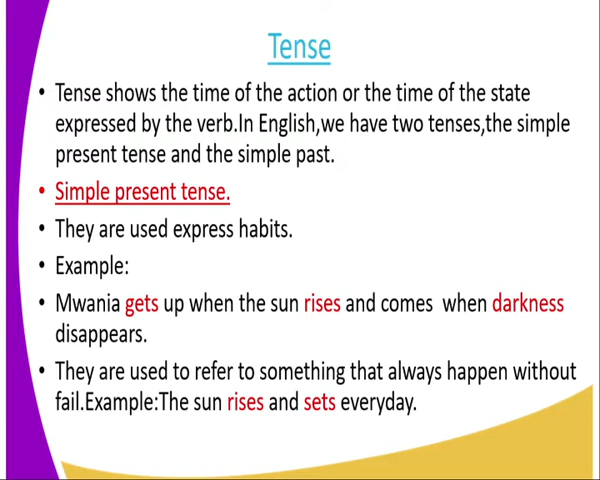 Tense
• Tense shows the time of the action or the time of the state
expressed by the verb.In English,we have two tenses,the simple
present tense and the simple past.
• Simple present tense.
• They are used express habits.
• Example:
• Mwania gets up when the sun rises and comes  when darkness
disappears.
• They are used to refer to something that always happen without
fail.Example:The sun rises and sets everyday.